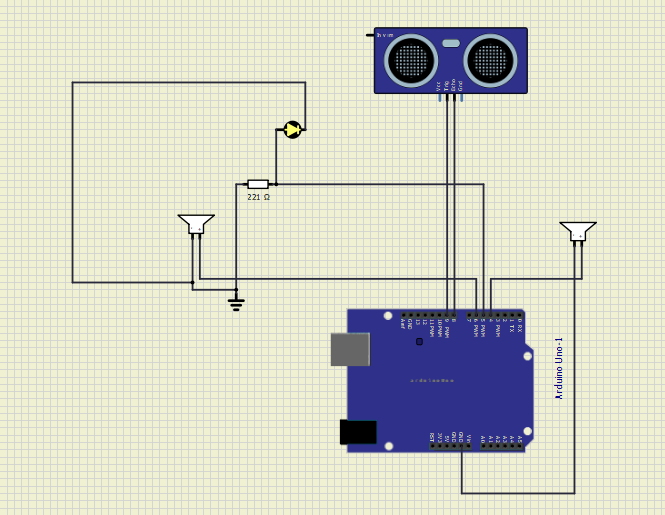 Vcc
Trig
Echo
Gnd
221 Ω
- +
- +
Aref
GND
13
12
11 PWM
10 PWM
9 PWM
8
7
6 PWM
5 PWM
4
3 PWM
2
1 TX
0 RX
Arduino Uno-1
RST
3V3
5V
GND
GND
Vin
A0
A1
A2
A3
A4
A5